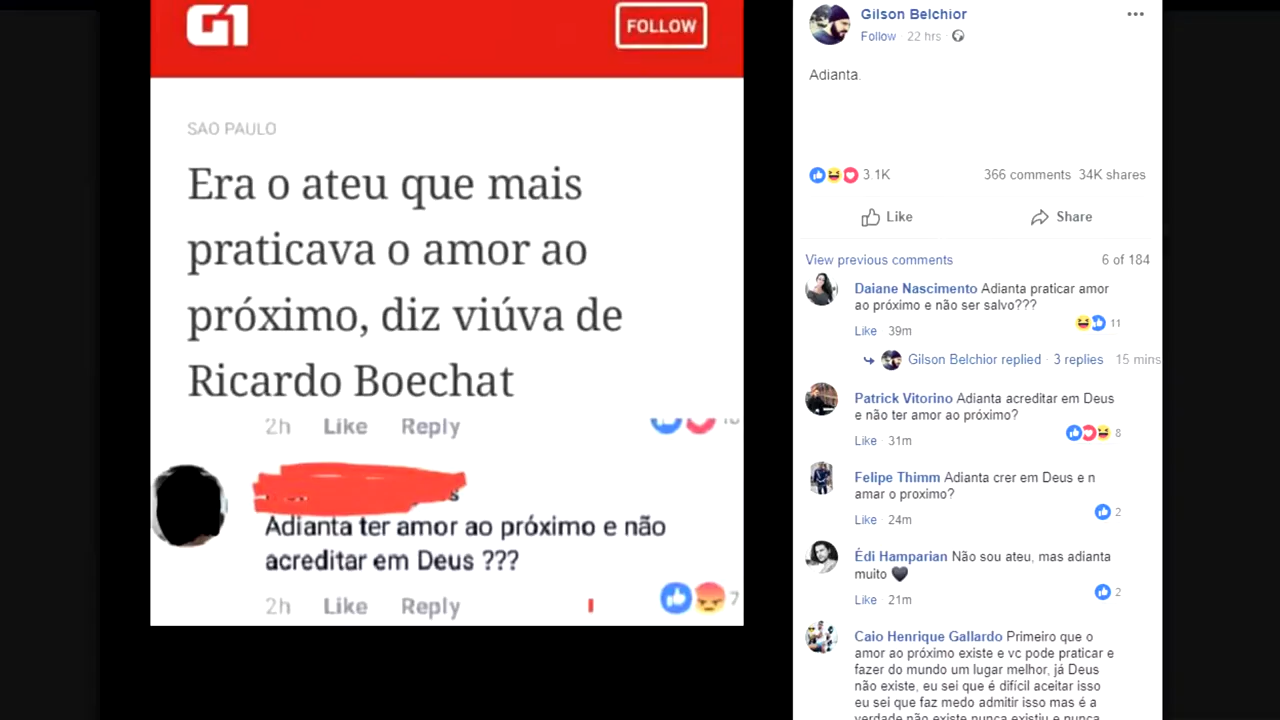 G1
FOLLOW
SAO PAULO
Era o ateu que mais
praticava o amor ao
próximo, diz viúva de
Ricardo Boechat
2h Like Reply
Adianta ter amor ao próximo e não
acreditar em Deus ???
2h Like Reply
7
Gilson Belchior
Follow · 22 hrs ·
Adianta.
3 1K
366 comments 34K shares
Like Share
View previous comments 6 of 184
Daiane Nascimento Adianta praticar amor
ao próximo e não ser salvo???
11
Like · 39m
Gilson Belchior replied · 3 replies 15 mins
Patrick Vitorino Adianta acreditar em Deus
e não ter amor ao próximo?
8
Like · 31m
Felipe Thimm Adianta crer em Deus e n
amar o proximo?
2
Like · 24m
Édi Hamparian Não sou ateu, mas adianta
muito 🖤
2
Like · 21m
Caio Henrique Gallardo Primeiro que o
amor ao próximo existe e vc pode praticar e
fazer do mundo um lugar melhor, já Deus
não existe, eu sei que é difícil aceitar isso
eu sei que faz medo admitir isso mas é a
verdade não existe nunca existiu e nunca